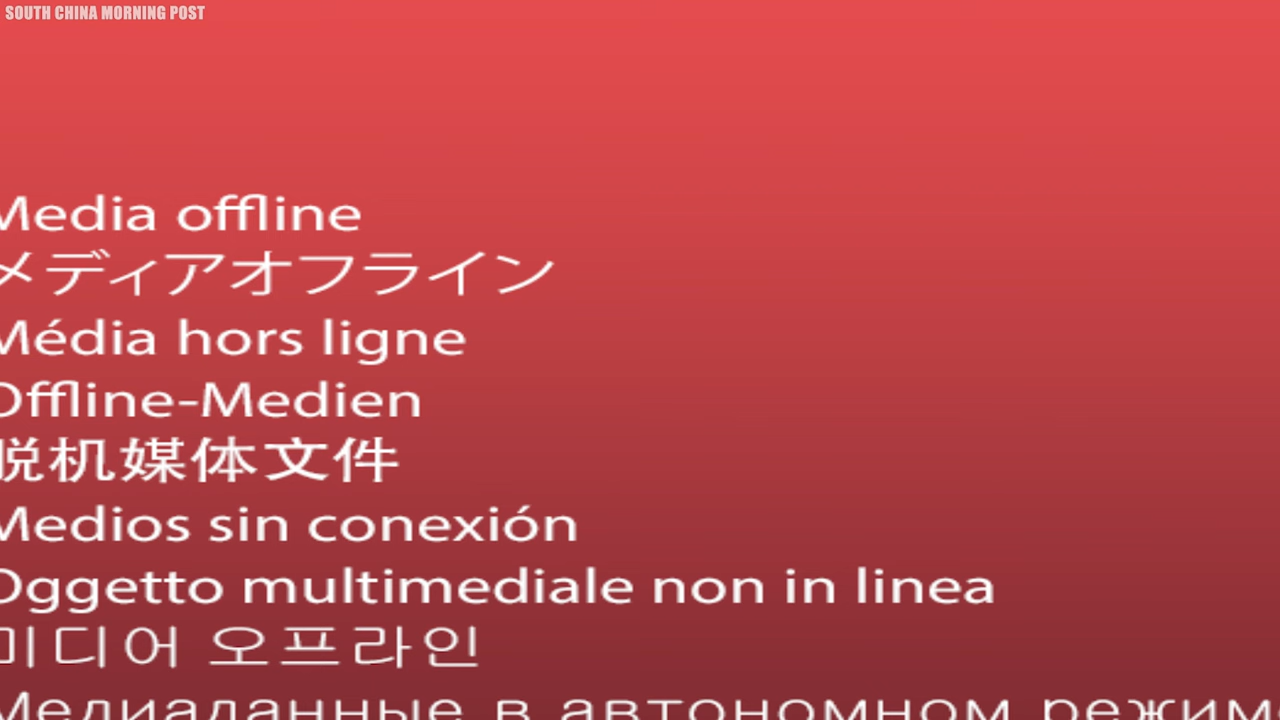 SOUTH CHINA MORNING POST
Media offline
メディアオフライン
Média hors ligne
Offline-Medien
脱机媒体文件
Medios sin conexión
Oggetto multimediale non in linea
미디어 오프라인
Медиаданные в автономном режим